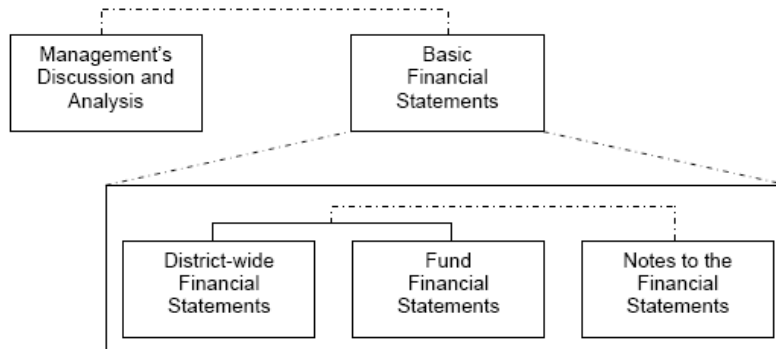 Management's
Discussion and
Analysis
Basic
Financial
Statements
District-wide
Financial
Statements
Fund
Financial
Statements
Notes to the
Financial
Statements